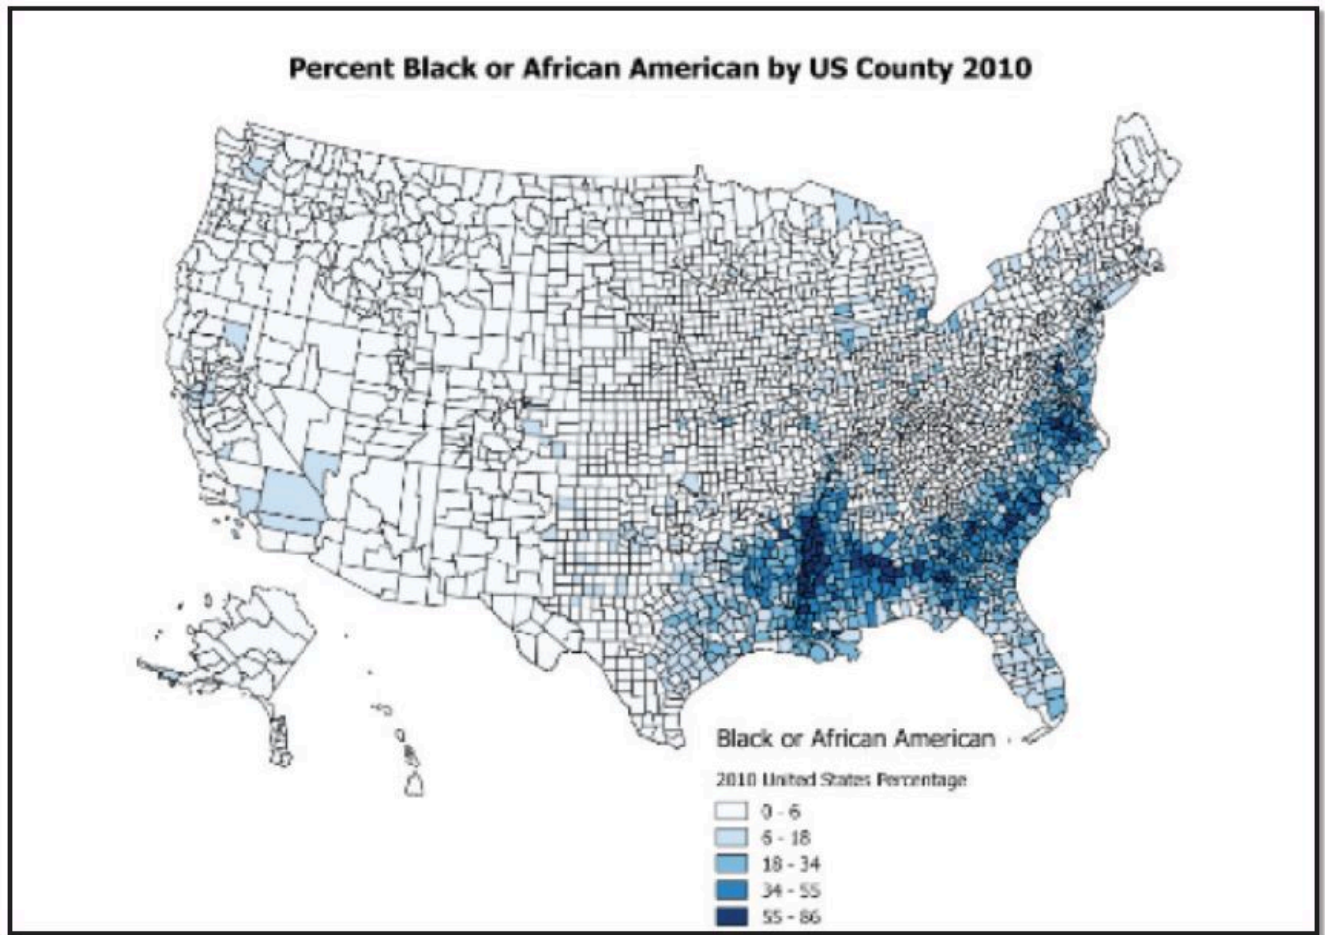 Percent Black or African American by US County 2010
Black or African American
2010 United States Percentage
0 - 6
6 - 18
18 - 34
34 - 55
55 - 86